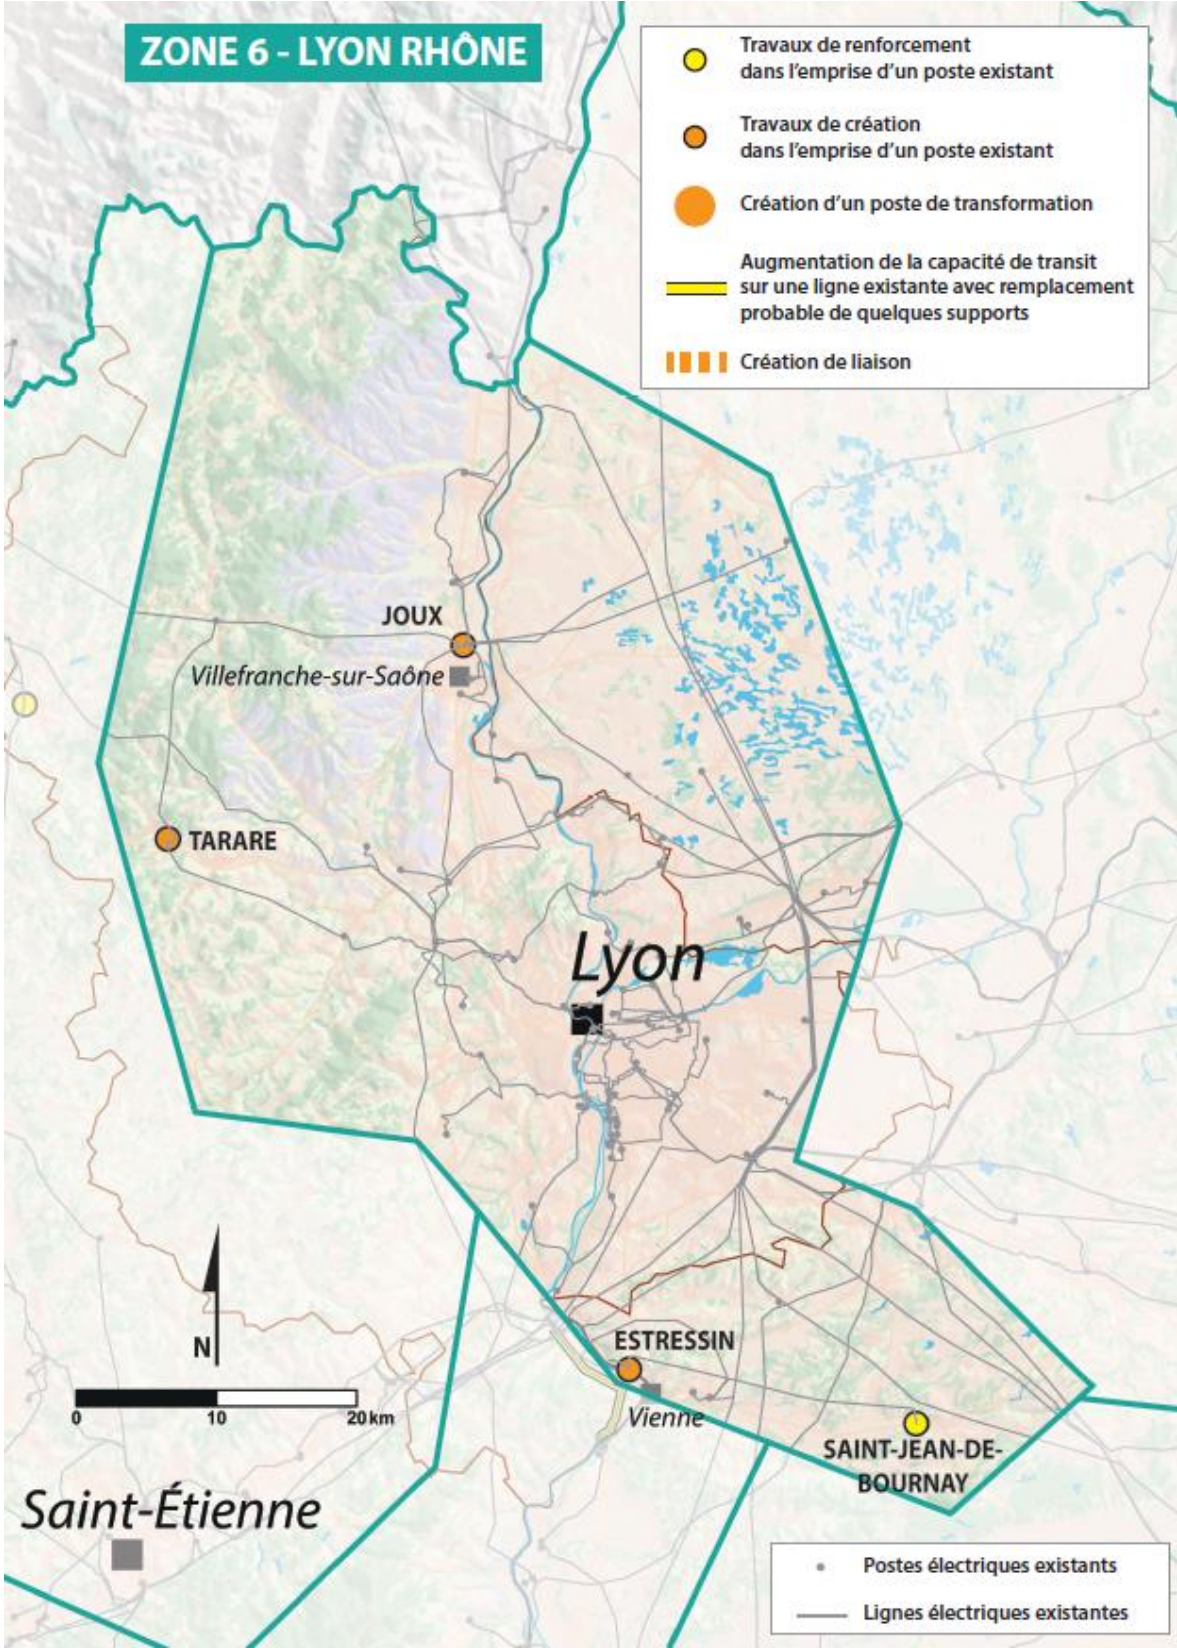 ZONE 6 - LYON RHÔNE
Travaux de renforcement
dans l'emprise d'un poste existant
Travaux de création
dans l'emprise d'un poste existant
Création d'un poste de transformation
Augmentation de la capacité de transit
sur une ligne existante avec remplacement
probable de quelques supports
Création de liaison
JOUX
Villefranche-sur-Saône
TARARE
Lyon
N
0 10 20 km
ESTRESSIN
Vienne
SAINT-JEAN-DE-
BOURNAY
Saint-Étienne
Postes électriques existants
Lignes électriques existantes